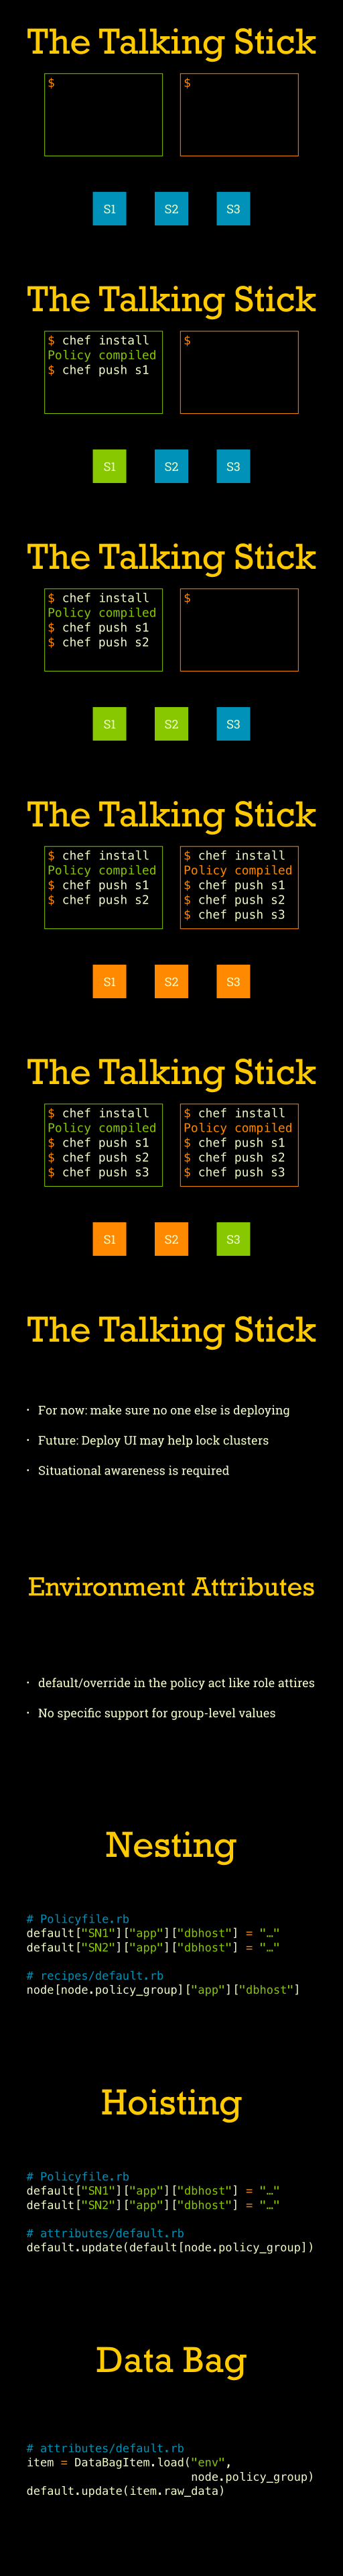 The Talking Stick
$
$
S1 S2 S3
The Talking Stick
$ chef install
Policy compiled
$ chef push s1
$
S1 S2 S3
The Talking Stick
$ chef install
Policy compiled
$ chef push s1
$ chef push s2
$
S1 S2 S3
The Talking Stick
$ chef install
Policy compiled
$ chef push s1
$ chef push s2
$ chef install
Policy compiled
$ chef push s1
$ chef push s2
$ chef push s3
S1 S2 S3
The Talking Stick
$ chef install
Policy compiled
$ chef push s1
$ chef push s2
$ chef push s3
$ chef install
Policy compiled
$ chef push s1
$ chef push s2
$ chef push s3
S1 S2 S3
The Talking Stick
• For now: make sure no one else is deploying
• Future: Deploy UI may help lock clusters
• Situational awareness is required
Environment Attributes
• default/override in the policy act like role attires
• No specific support for group-level values
Nesting
# Policyfile.rb
default["SN1"]["app"]["dbhost"] = "…"
default["SN2"]["app"]["dbhost"] = "…"
# recipes/default.rb
node[node.policy_group]["app"]["dbhost"]
Hoisting
# Policyfile.rb
default["SN1"]["app"]["dbhost"] = "…"
default["SN2"]["app"]["dbhost"] = "…"
# attributes/default.rb
default.update(default[node.policy_group])
Data Bag
# attributes/default.rb
item = DataBagItem.load("env",
node.policy_group)
default.update(item.raw_data)